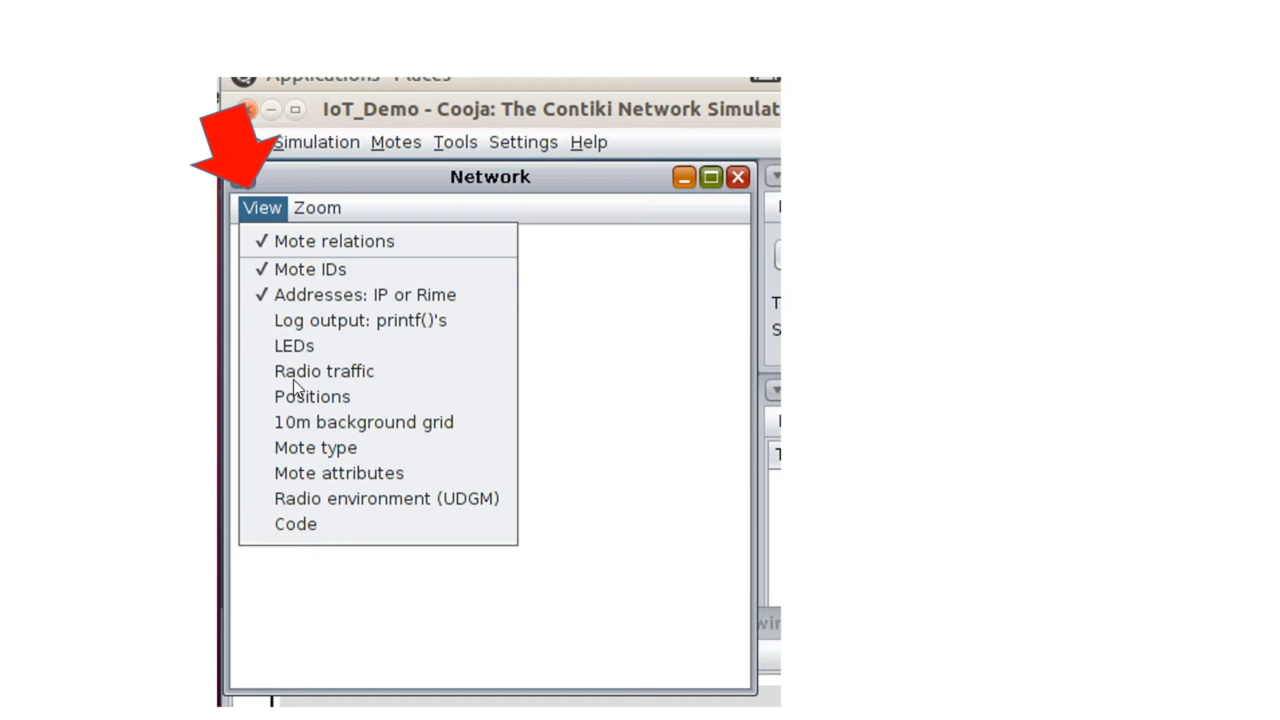 Applications Places
IoT_Demo - Cooja: The Contiki Network Simulat
Simulation Motes Tools Settings Help
Network
View Zoom
✓ Mote relations
✓ Mote IDs
✓ Addresses: IP or Rime
Log output: printf()'s
LEDs
Radio traffic
Positions
10m background grid
Mote type
Mote attributes
Radio environment (UDGM)
Code